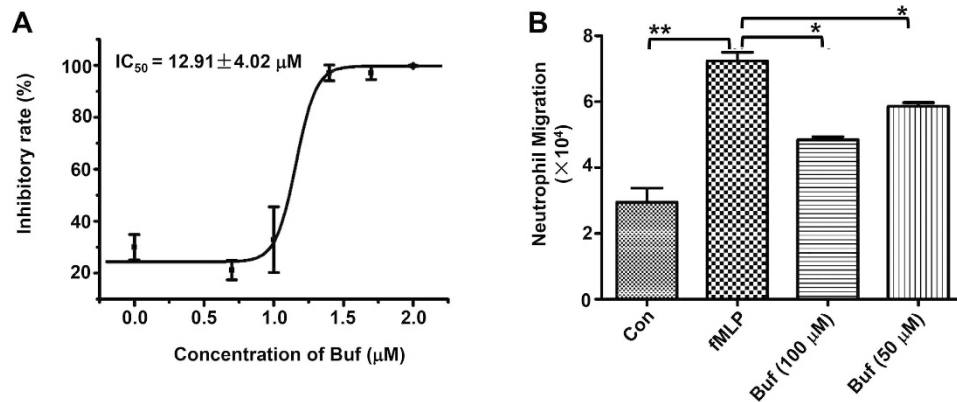 A
IC50 = 12.91±4.02 μM
Inhibitory rate (%)
100
80
60
40
20
0.0 0.5 1.0 1.5 2.0
Concentration of Buf (μM)
B
** * *
Neutrophil Migration
(×10⁴)
8
6
4
2
0
Con
fMLP
Buf (100 μM)
Buf (50 μM)